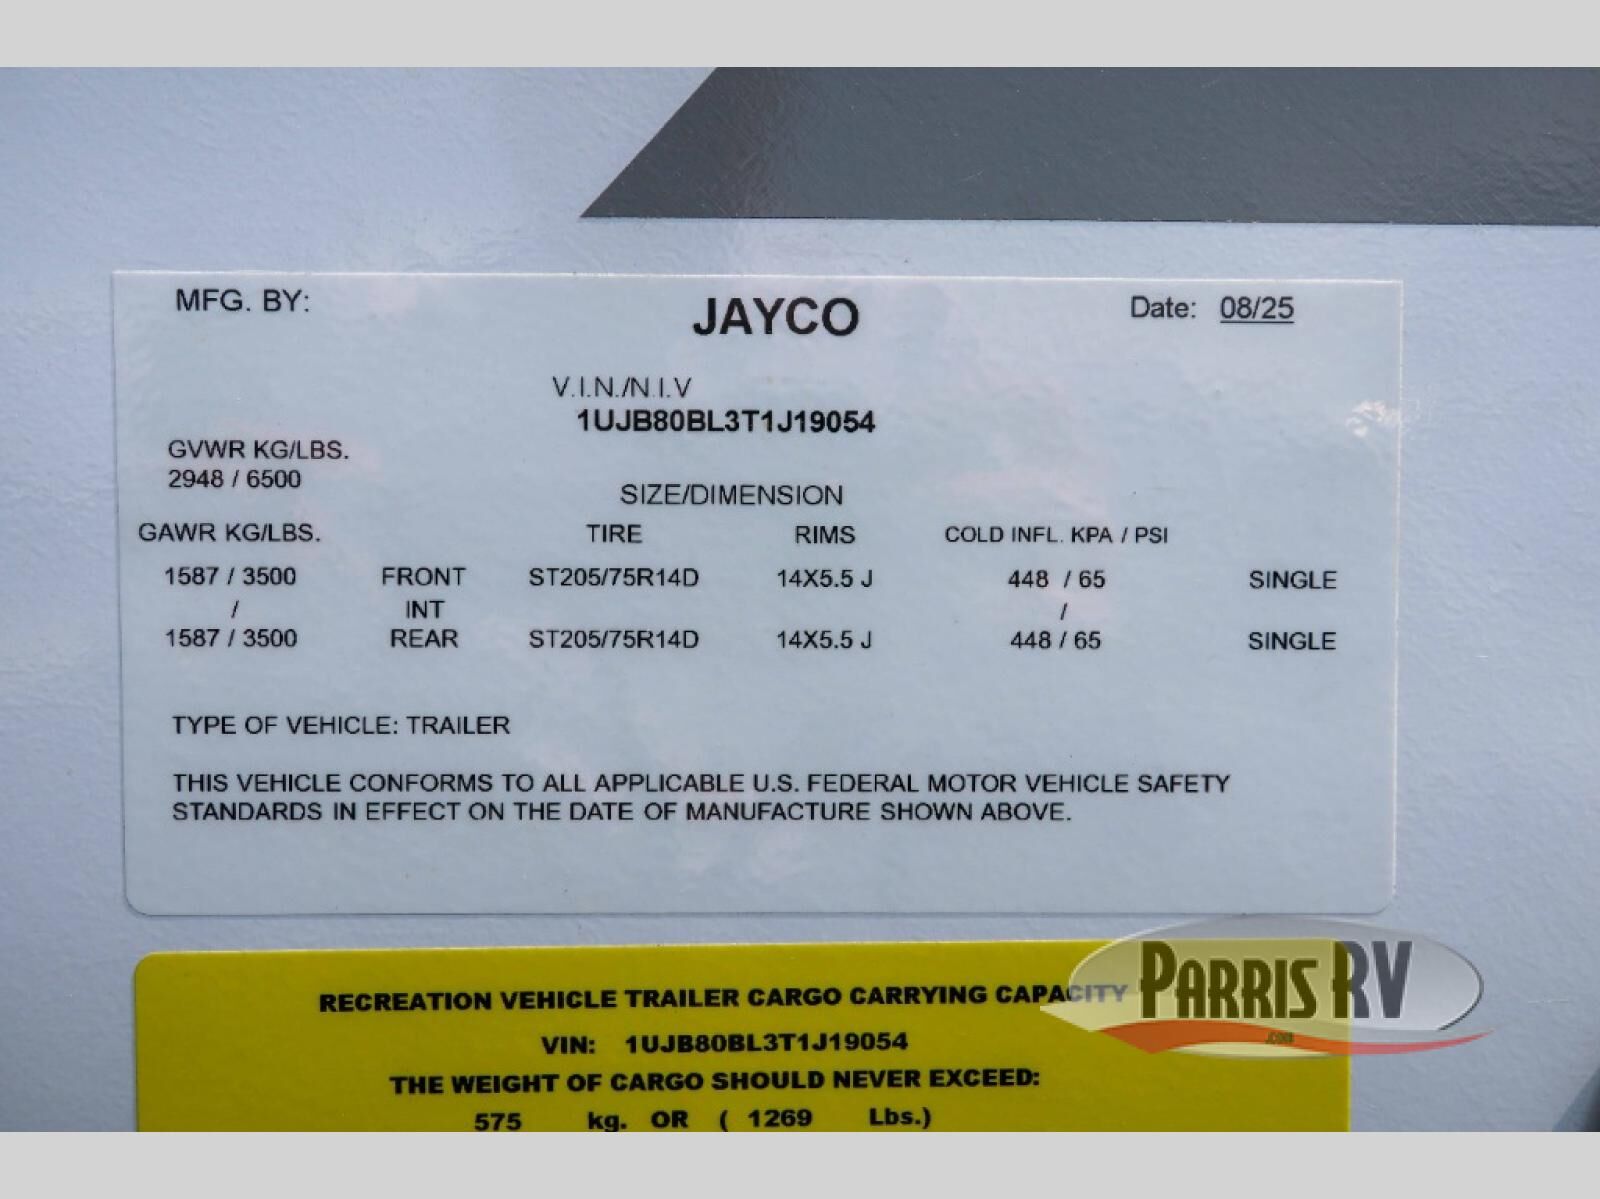 MFG. BY: JAYCO Date: 08/25
V.I.N./N.I.V
1UJB80BL3T1J19054
GVWR KG/LBS.
2948 / 6500
SIZE/DIMENSION
GAWR KG/LBS. TIRE RIMS COLD INFL. KPA / PSI
1587 / 3500 FRONT ST205/75R14D 14X5.5 J 448 / 65 SINGLE
/ INT /
1587 / 3500 REAR ST205/75R14D 14X5.5 J 448 / 65 SINGLE
TYPE OF VEHICLE: TRAILER
THIS VEHICLE CONFORMS TO ALL APPLICABLE U.S. FEDERAL MOTOR VEHICLE SAFETY
STANDARDS IN EFFECT ON THE DATE OF MANUFACTURE SHOWN ABOVE.
PARRIS RV
.COM
RECREATION VEHICLE TRAILER CARGO CARRYING CAPACITY
VIN: 1UJB80BL3T1J19054
THE WEIGHT OF CARGO SHOULD NEVER EXCEED:
575 kg. OR ( 1269 Lbs.)